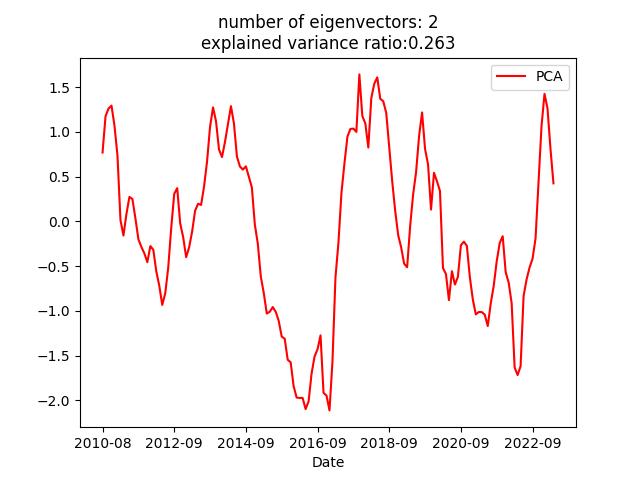 number of eigenvectors: 2
explained variance ratio:0.263
PCA
1.5
1.0
0.5
0.0
−0.5
−1.0
−1.5
−2.0
2010-08 2012-09 2014-09 2016-09 2018-09 2020-09 2022-09
Date